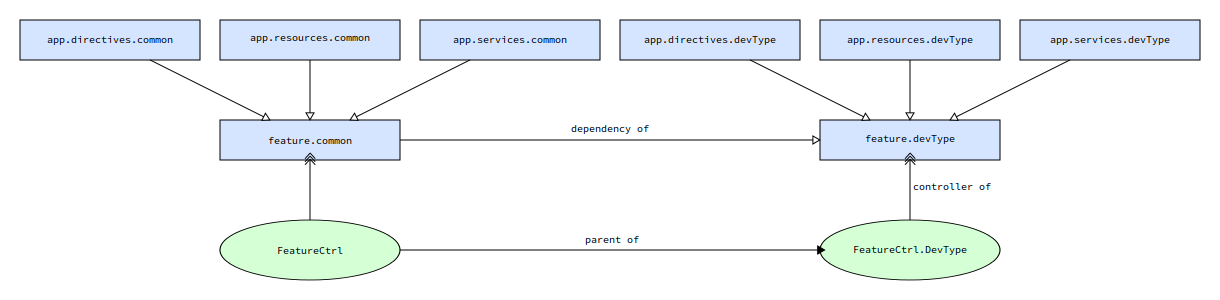 app.directives.common
app.resources.common
app.services.common
app.directives.devType
app.resources.devType
app.services.devType
feature.common
dependency of
feature.devType
controller of
FeatureCtrl
parent of
FeatureCtrl.DevType